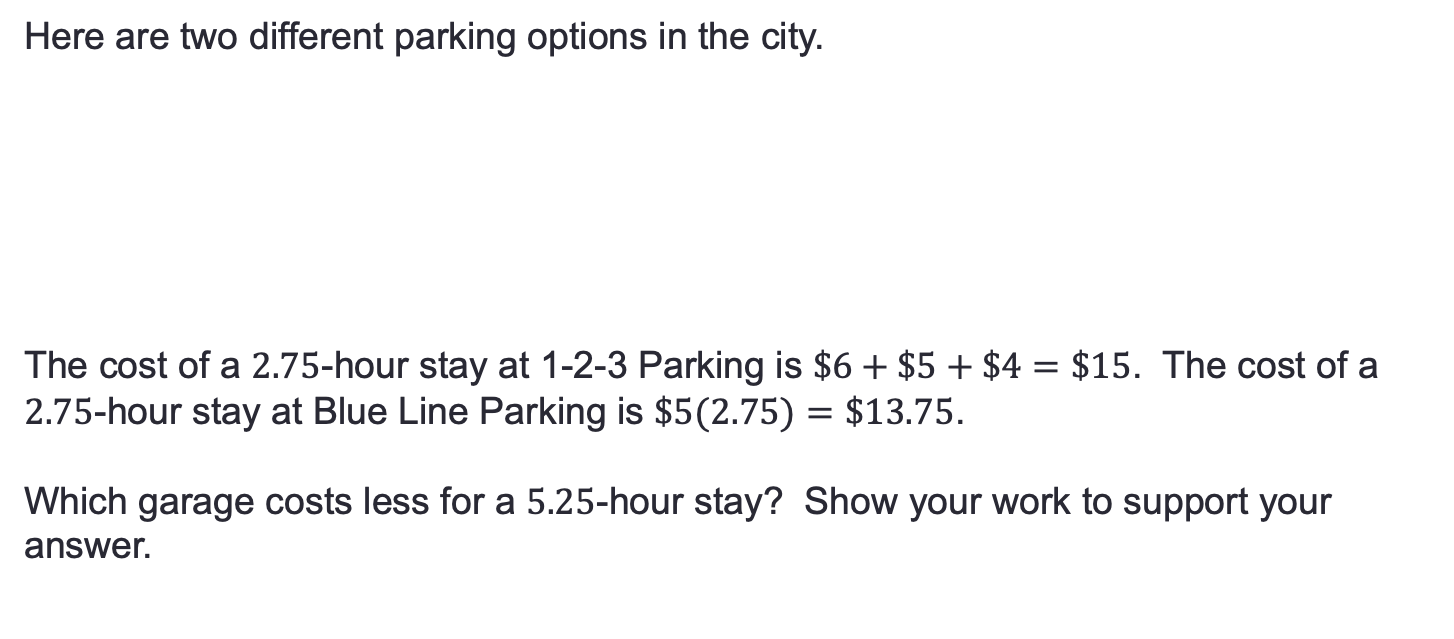 Here are two different parking options in the city.
The cost of a 2.75-hour stay at 1-2-3 Parking is $6 + $5 + $4 = $15. The cost of a
2.75-hour stay at Blue Line Parking is $5(2.75) = $13.75.
Which garage costs less for a 5.25-hour stay? Show your work to support your
answer.